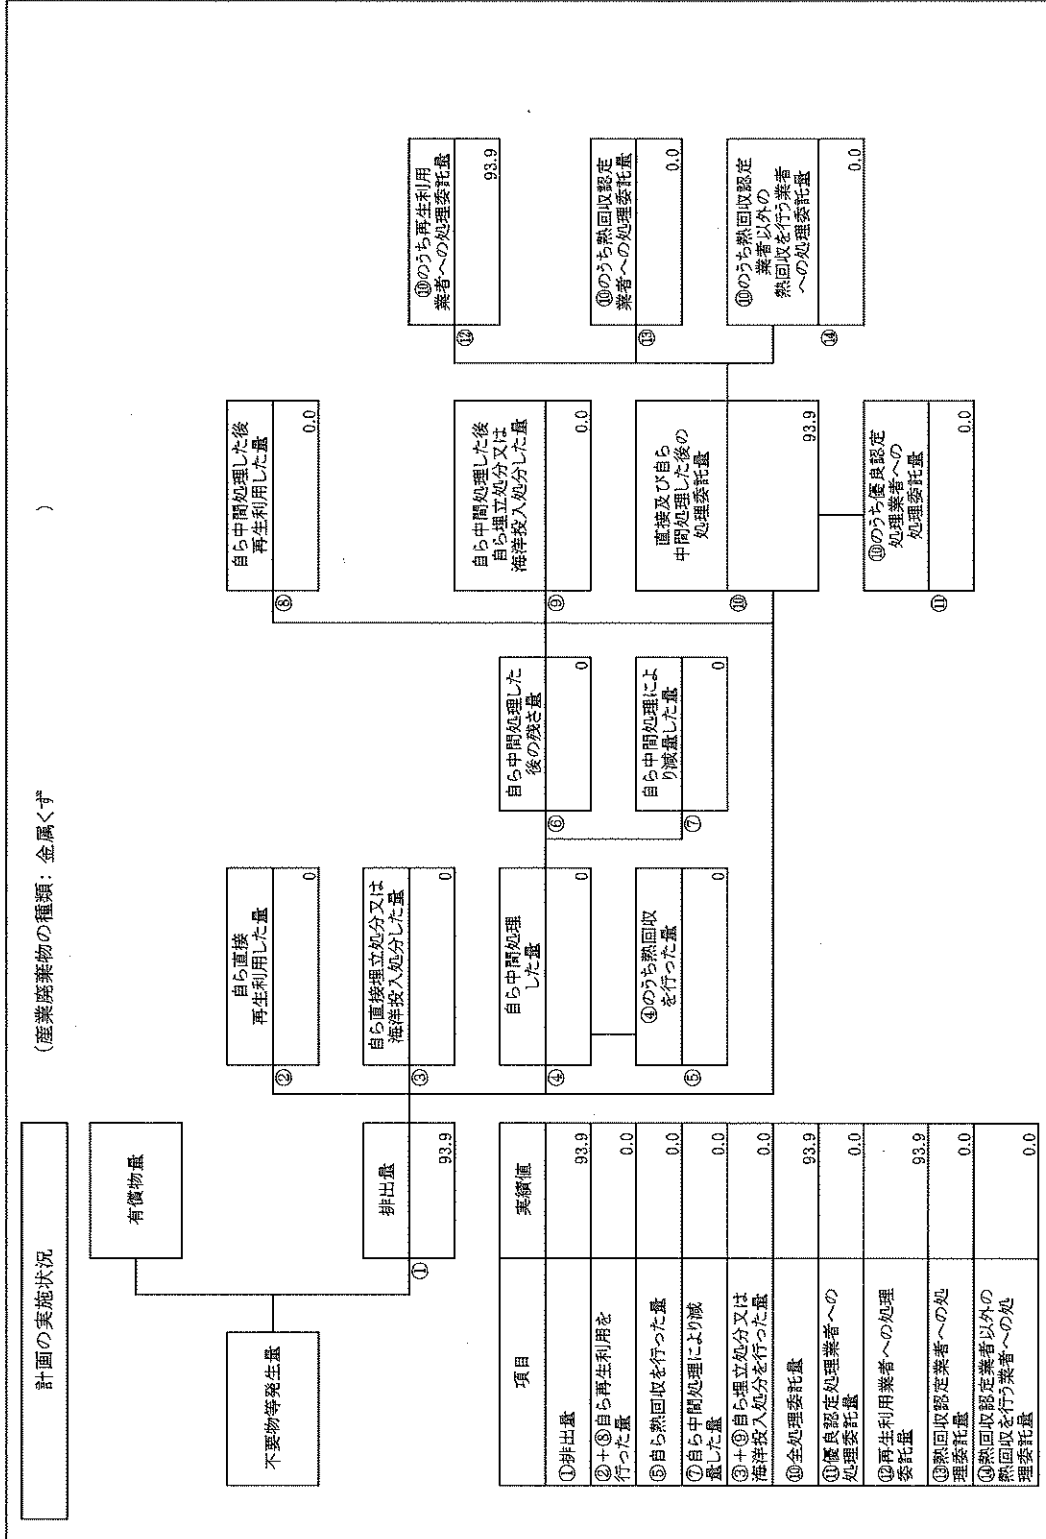 計画の実施状況
(産業廃棄物の種類：金属くず　　　)
不要物等発生量
有償物量
排出量
①
93.9
②
自ら直接
再生利用した量
0
③
自ら直接埋立処分又は
海洋投入処分した量
0
④
自ら中間処理
した量
0
⑤
④のうち熱回収
を行った量
0
⑥
自ら中間処理した
後の残さ量
0
⑦
自ら中間処理によ
り減量した量
0
⑧
自ら中間処理した後
再生利用した量
0.0
⑨
自ら中間処理した後
自ら埋立処分又は
海洋投入処分した量
0.0
⑩
直接及び自ら
中間処理した後の
処理委託量
93.9
⑪
⑩のうち優良認定
処理業者への
処理委託量
0.0
⑫
⑩のうち再生利用
業者への処理委託量
93.9
⑬
⑩のうち熱回収認定
業者への処理委託量
0.0
⑭
⑩のうち熱回収認定
業者以外の
熱回収を行う業者
への処理委託量
0.0
項目 実績値
①排出量 93.9
②+⑧自ら再生利用を
行った量 0.0
⑤自ら熱回収を行った量 0.0
⑦自ら中間処理により減
量した量 0.0
③+⑨自ら埋立処分又は
海洋投入処分を行った量 0.0
⑩全処理委託量 93.9
⑪優良認定処理業者への
処理委託量 0.0
⑫再生利用業者への処理
委託量 93.9
⑬熱回収認定業者への処
理委託量 0.0
⑭熱回収認定業者以外の
熱回収を行う業者への処
理委託量 0.0